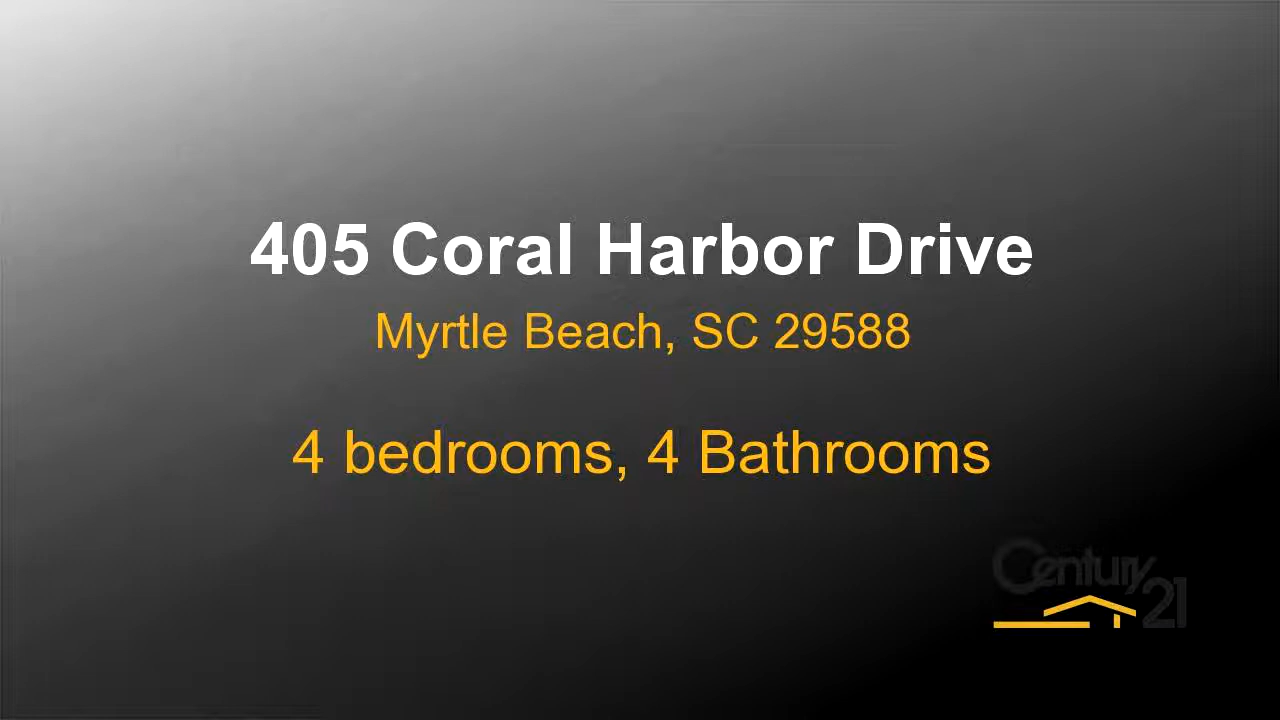 405 Coral Harbor Drive
Myrtle Beach, SC 29588
4 bedrooms, 4 Bathrooms
Century
21